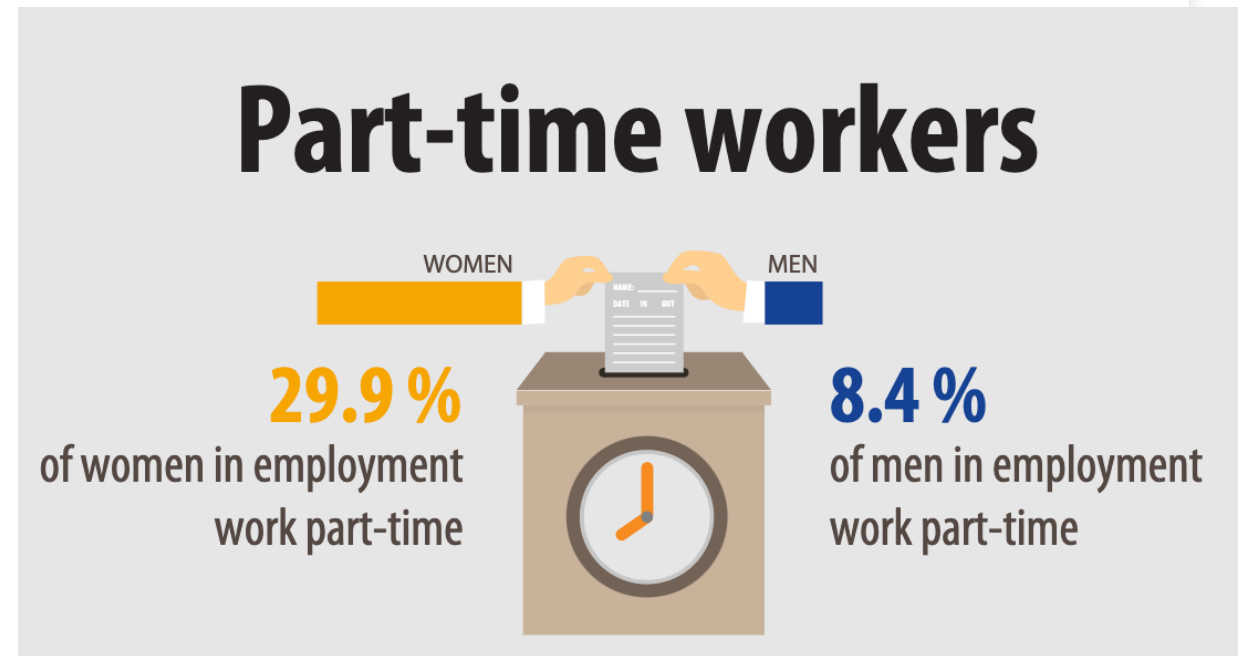 Part-time workers
WOMEN
MEN
NAME:
DATE IN OUT
29.9 %
of women in employment
work part-time
8.4 %
of men in employment
work part-time